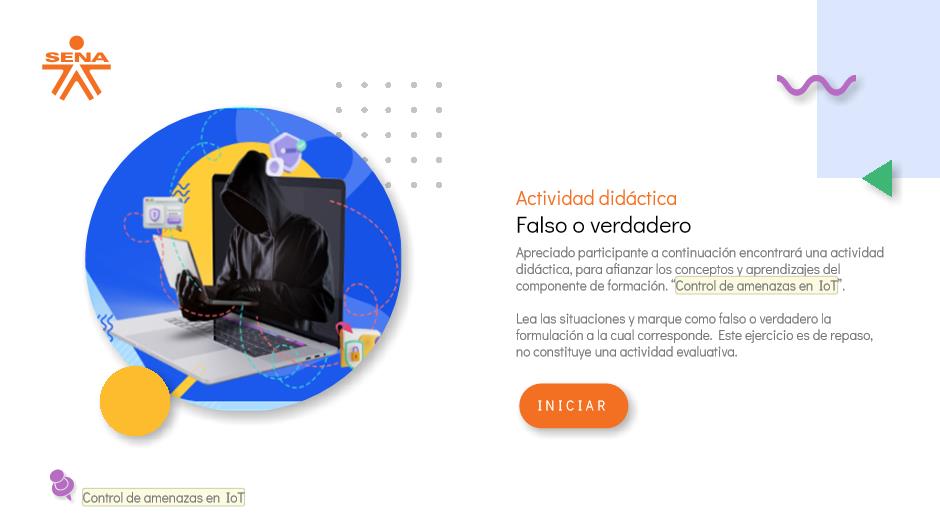 SENA
Actividad didáctica
Falso o verdadero
Apreciado participante a continuación encontrará una actividad
didáctica, para afianzar los conceptos y aprendizajes del
componente de formación. “Control de amenazas en IoT”.
Lea las situaciones y marque como falso o verdadero la
formulación a la cual corresponde. Este ejercicio es de repaso,
no constituye una actividad evaluativa.
INICIAR
Control de amenazas en IoT